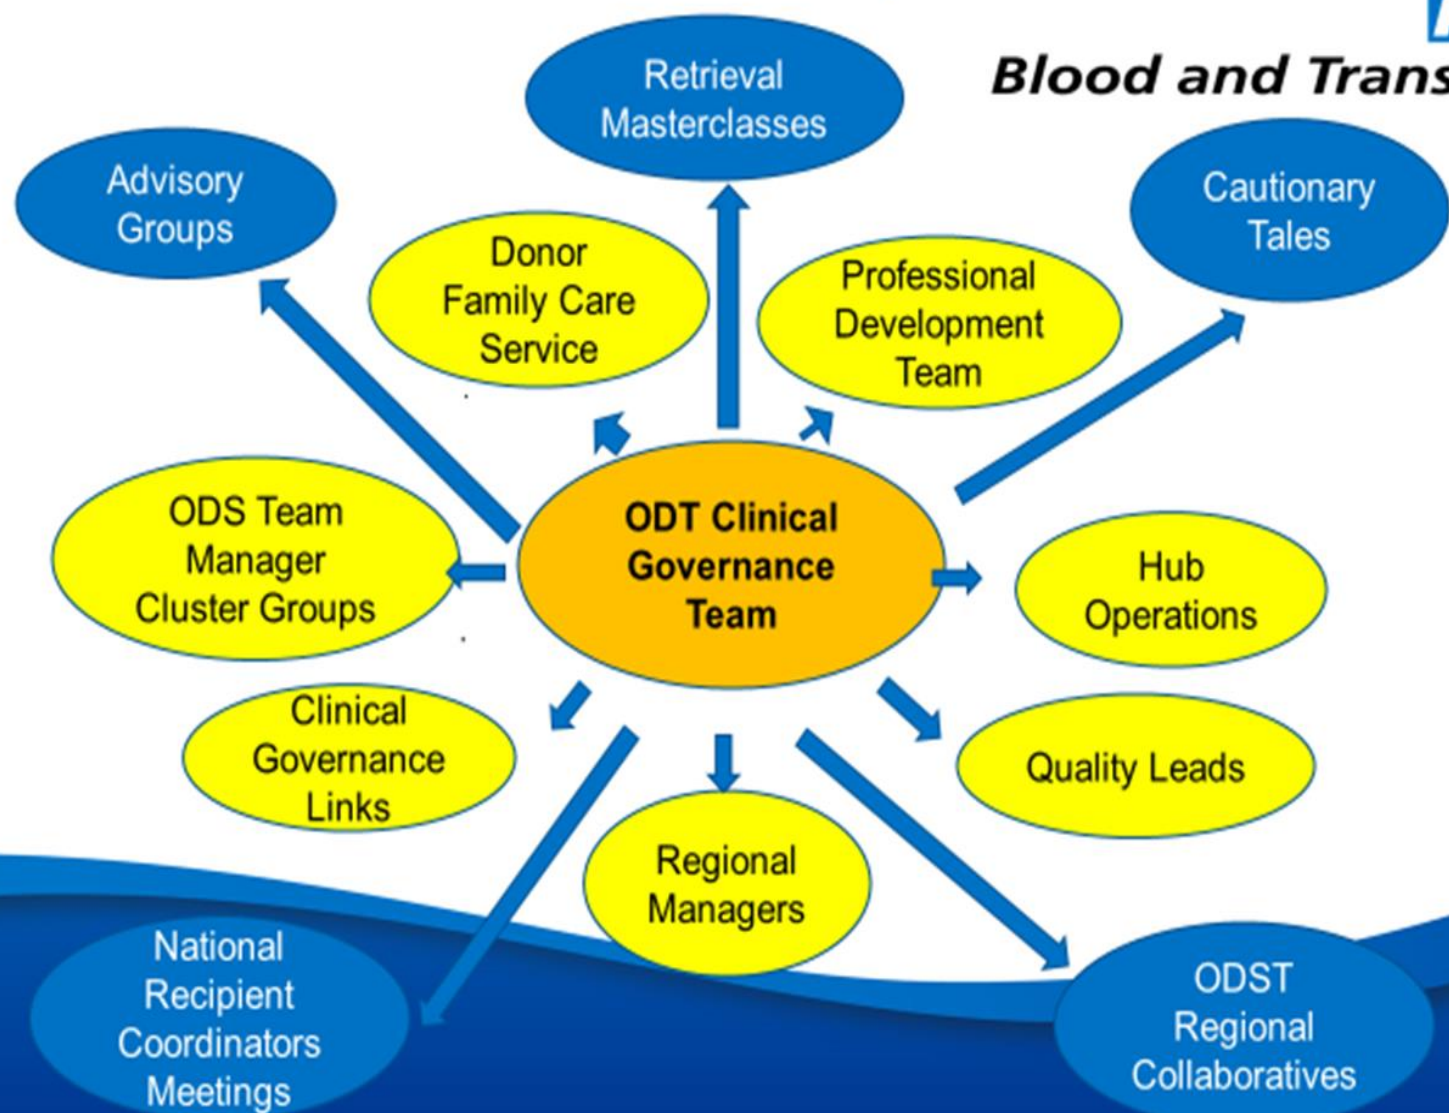 Blood and Trans
Retrieval
Masterclasses
Advisory
Groups
Cautionary
Tales
Donor
Family Care
Service
Professional
Development
Team
ODS Team
Manager
Cluster Groups
ODT Clinical
Governance
Team
Hub
Operations
Clinical
Governance
Links
Quality Leads
Regional
Managers
National
Recipient
Coordinators
Meetings
ODST
Regional
Collaboratives